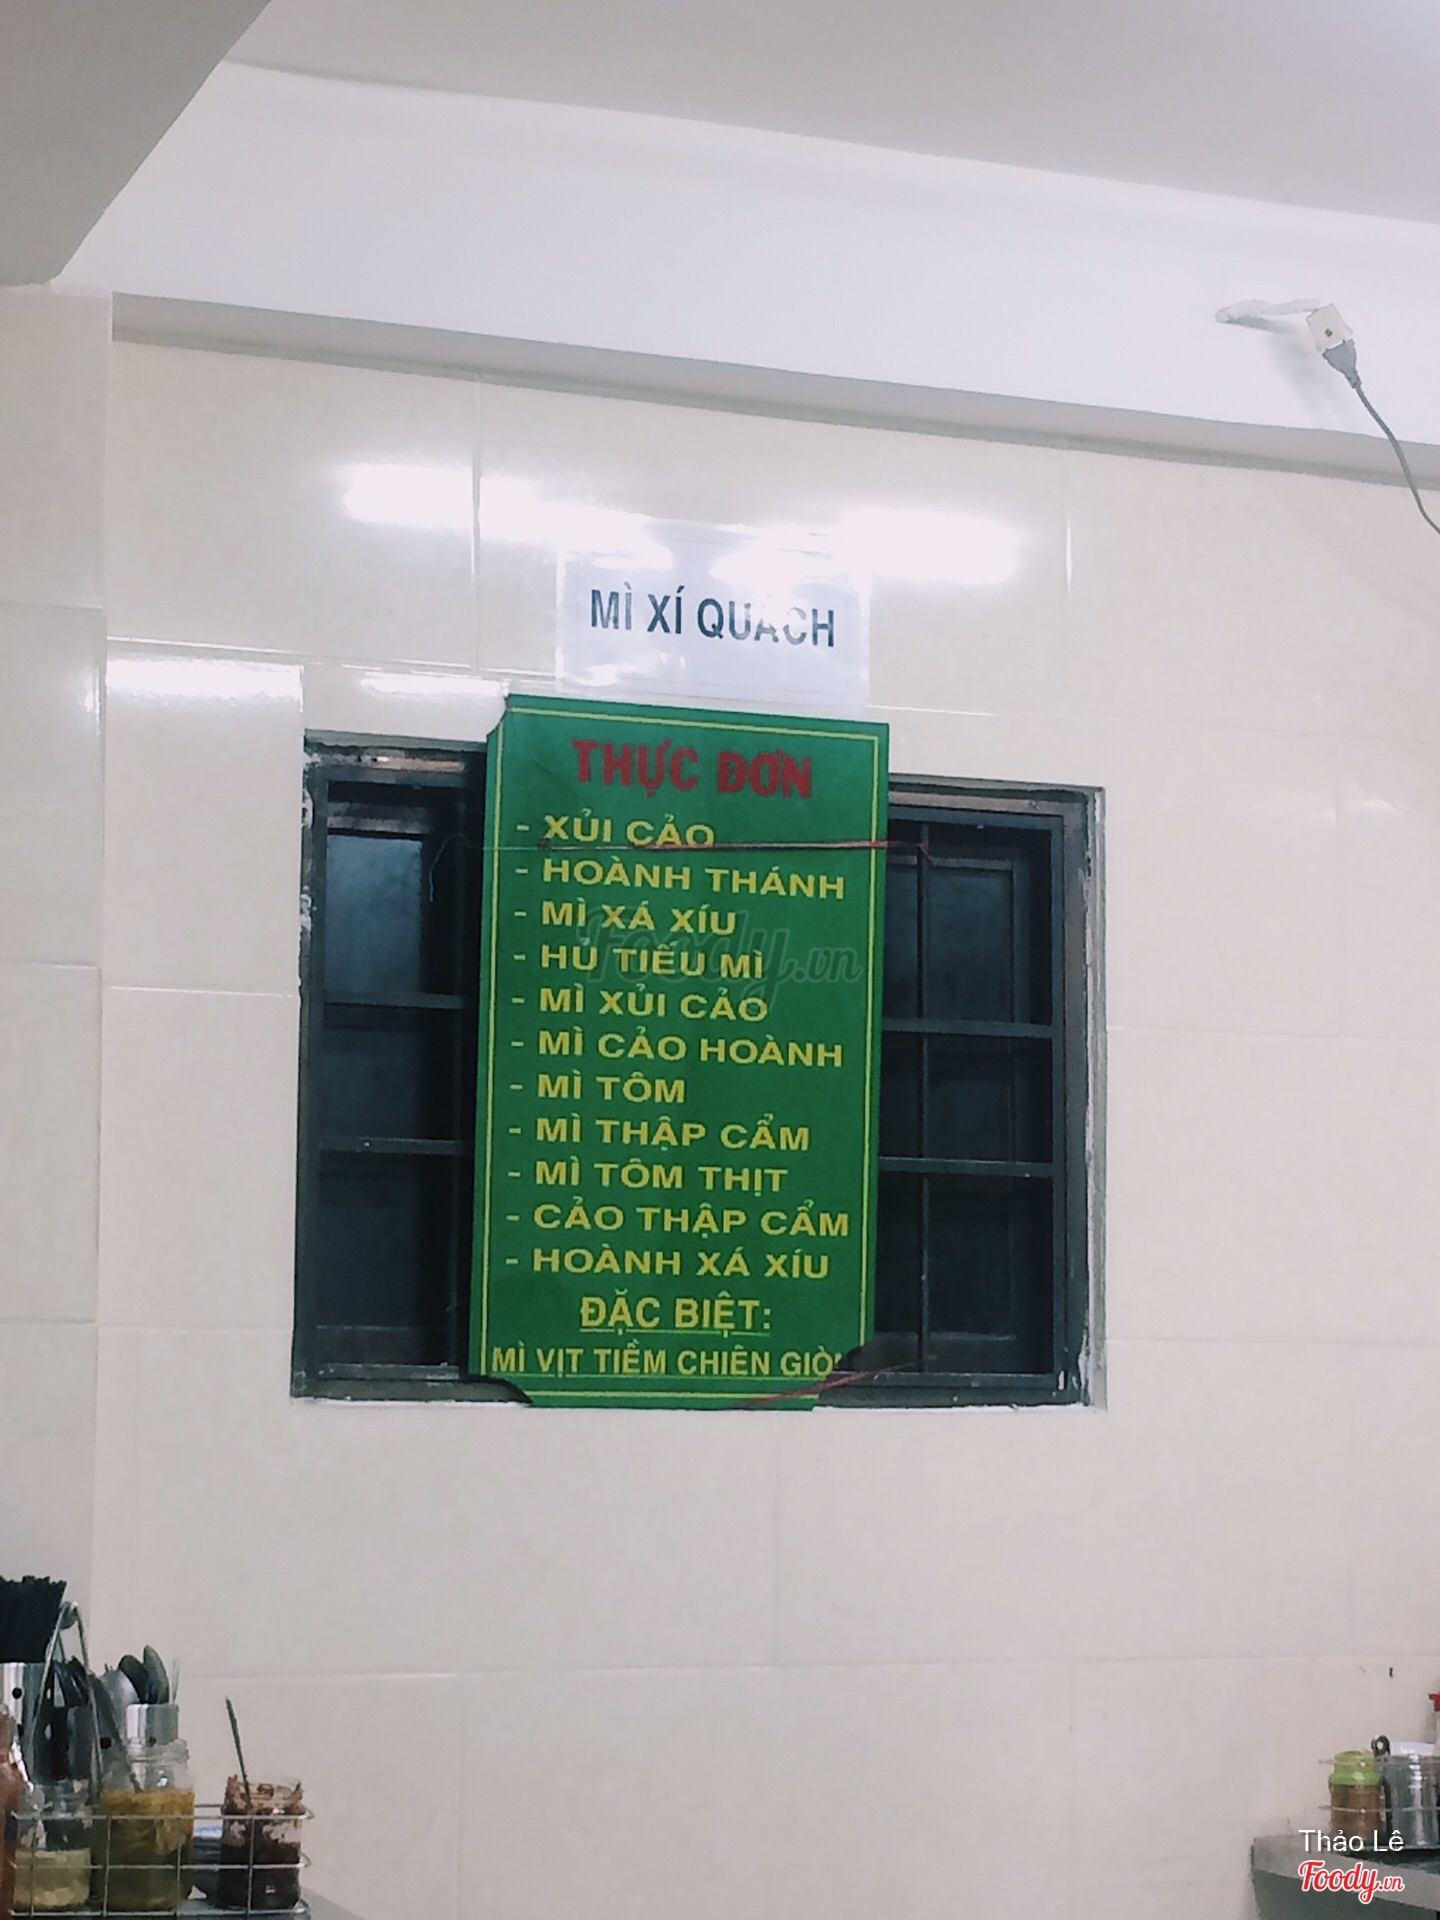 MÌ XÍ QUÁCH
THỰC ĐƠN
- XỦI CẢO
- HOÀNH THÁNH
- MÌ XÁ XÍU
- HỦ TIẾU MÌ
- MÌ XỦI CẢO
- MÌ CẢO HOÀNH
- MÌ TÔM
- MÌ THẬP CẨM
- MÌ TÔM THỊT
- CẢO THẬP CẨM
- HOÀNH XÁ XÍU
ĐẶC BIỆT:
MÌ VỊT TIỀM CHIÊN
Foody.vn
Thảo Lê
Foody.vn